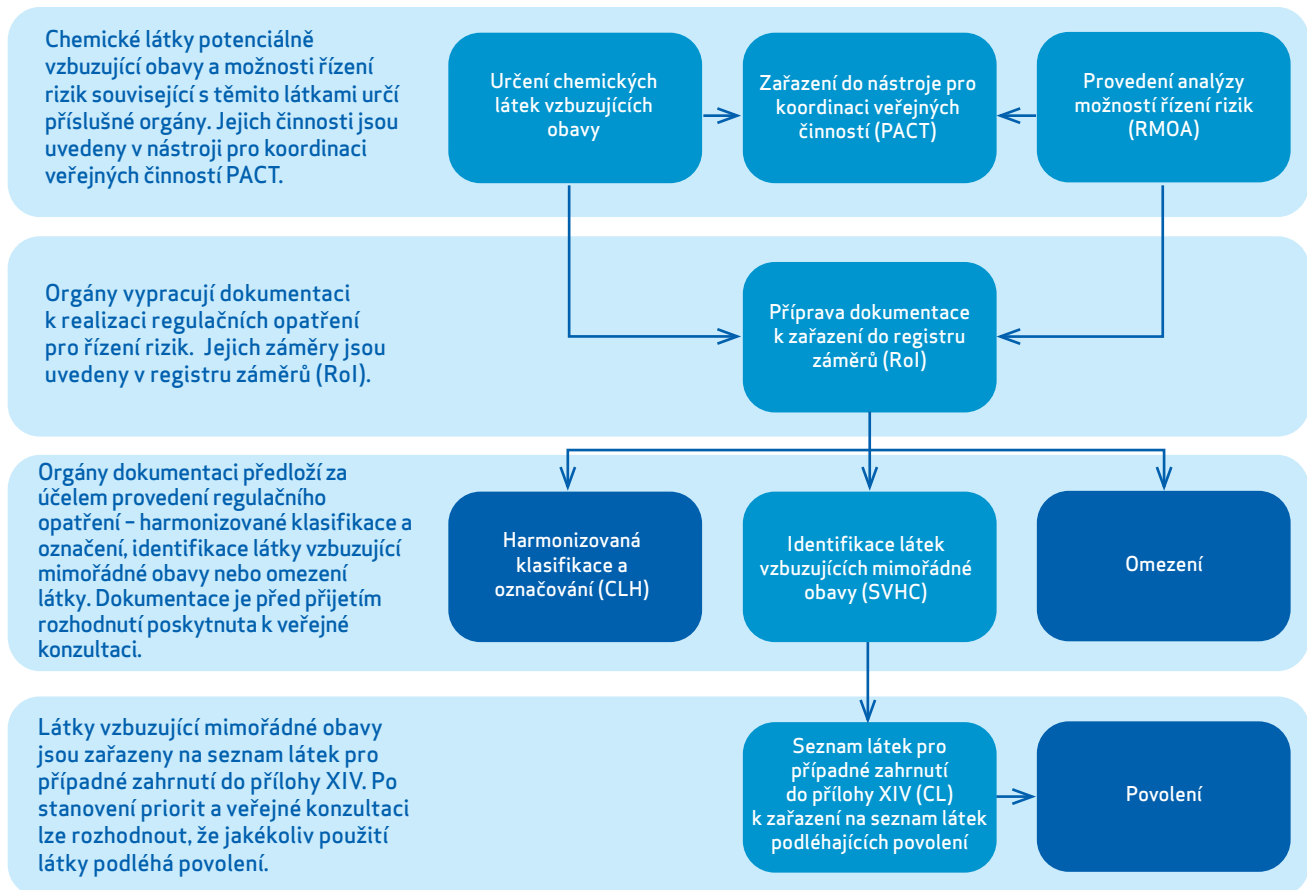 Chemické látky potenciálně
vzbuzující obavy a možnosti řízení
rizik související s těmito látkami určí
příslušné orgány. Jejich činnosti jsou
uvedeny v nástroji pro koordinaci
veřejných činností PACT.
Určení chemických
látek vzbuzujících
obavy
Zařazení do nástroje pro
koordinaci veřejných
činností (PACT)
Provedení analýzy
možností řízení rizik
(RMOA)
Orgány vypracují dokumentaci
k realizaci regulačních opatření
pro řízení rizik. Jejich záměry jsou
uvedeny v registru záměrů (RoI).
Příprava dokumentace
k zařazení do registru
záměrů (RoI)
Orgány dokumentaci předloží za
účelem provedení regulačního
opatření – harmonizované klasifikace a
označení, identifikace látky vzbuzující
mimořádné obavy nebo omezení
látky. Dokumentace je před přijetím
rozhodnutí poskytnuta k veřejné
konzultaci.
Harmonizovaná
klasifikace a
označování (CLH)
Identifikace látek
vzbuzujících mimořádné
obavy (SVHC)
Omezení
Látky vzbuzující mimořádné obavy
jsou zařazeny na seznam látek pro
případné zahrnutí do přílohy XIV. Po
stanovení priorit a veřejné konzultaci
lze rozhodnout, že jakékoliv použití
látky podléhá povolení.
Seznam látek pro
případné zahrnutí
do přílohy XIV (CL)
k zařazení na seznam látek
podléhajících povolení
Povolení